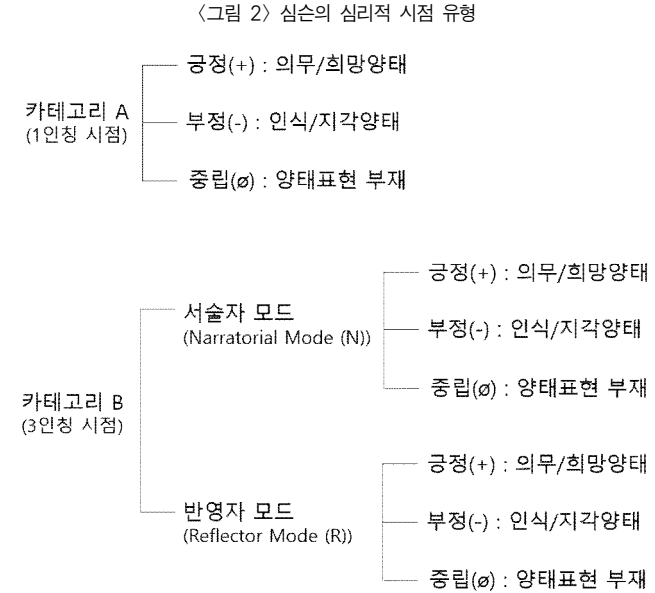 〈그림 2〉 심슨의 심리적 시점 유형
긍정(+) : 의무/희망양태
카테고리 A
(1인칭 시점)
부정(-) : 인식/지각양태
중립(ø) : 양태표현 부재
긍정(+) : 의무/희망양태
서술자 모드
(Narratorial Mode (N))
부정(-) : 인식/지각양태
중립(ø) : 양태표현 부재
카테고리 B
(3인칭 시점)
긍정(+) : 의무/희망양태
반영자 모드
(Reflector Mode (R))
부정(-) : 인식/지각양태
중립(ø) : 양태표현 부재